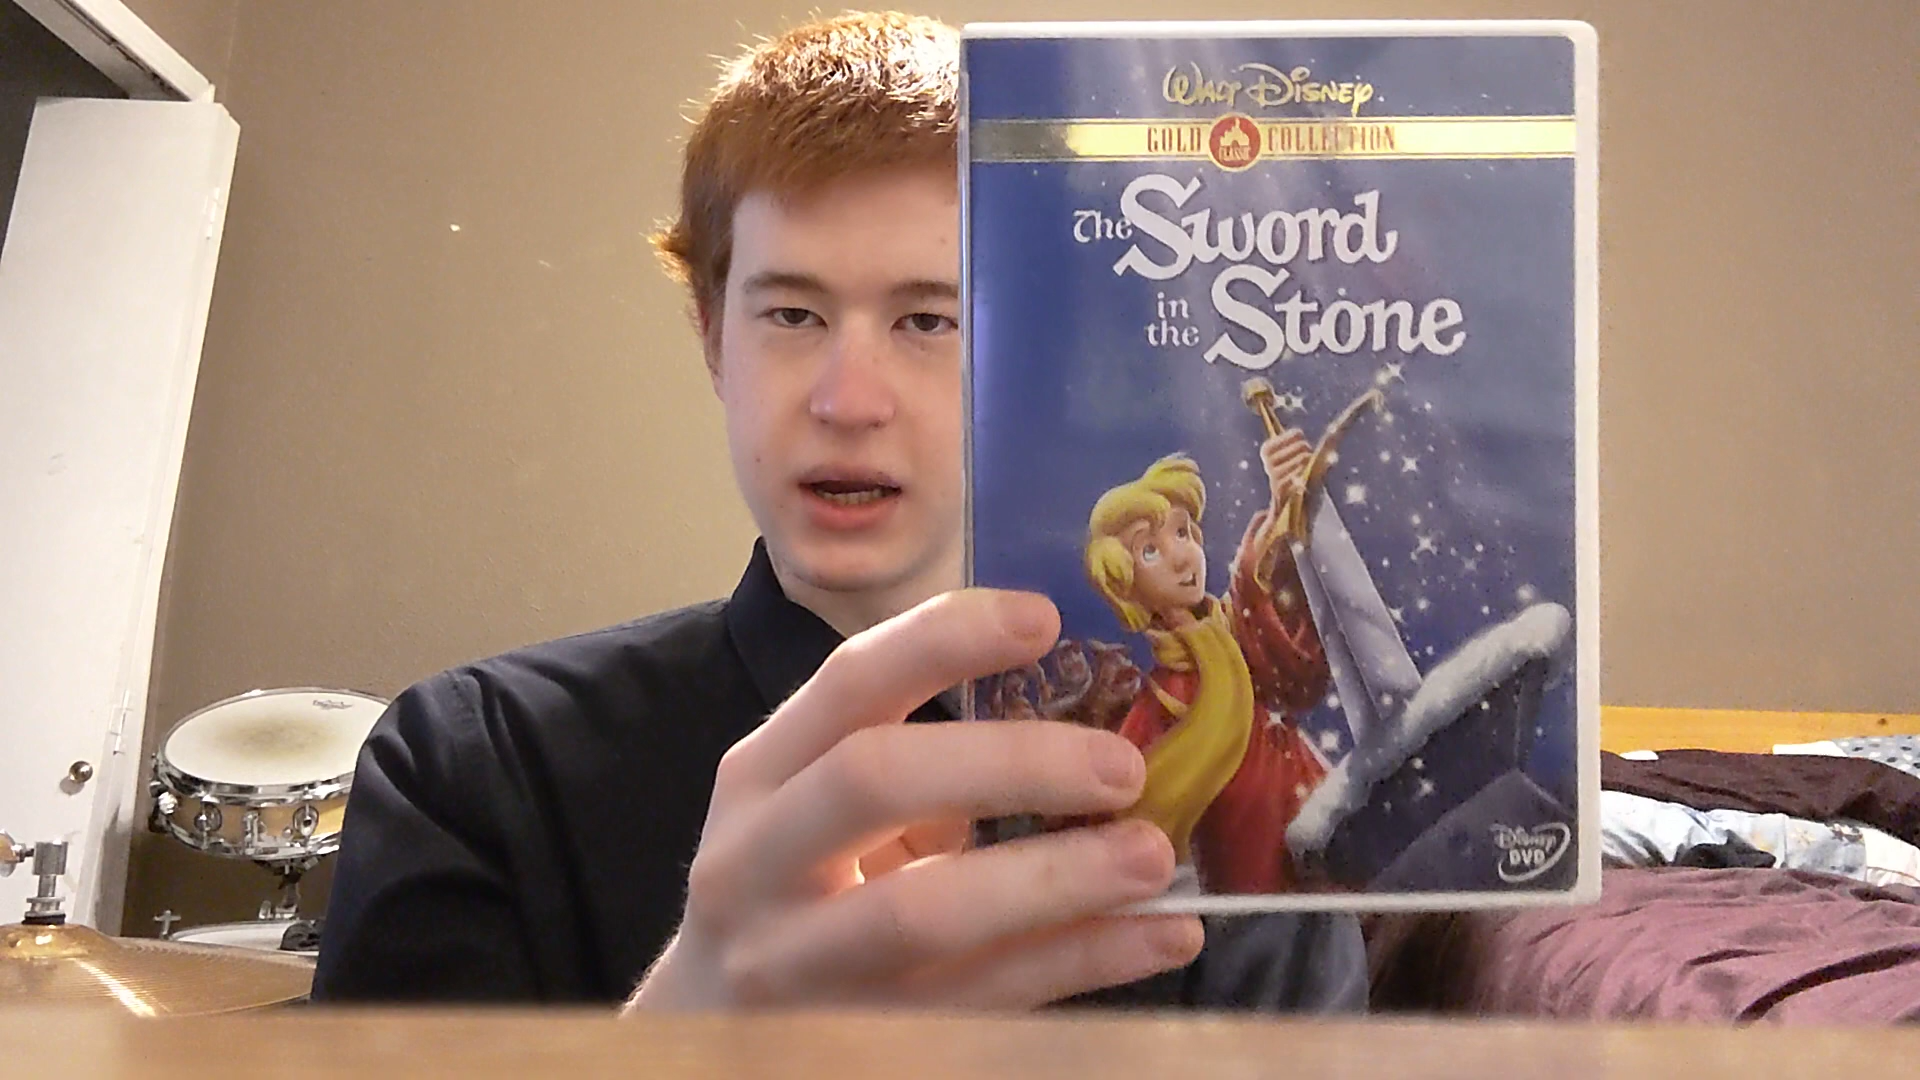 Walt Disney
GOLD CLASSIC COLLECTION
The Sword
in the Stone
Disney
DVD